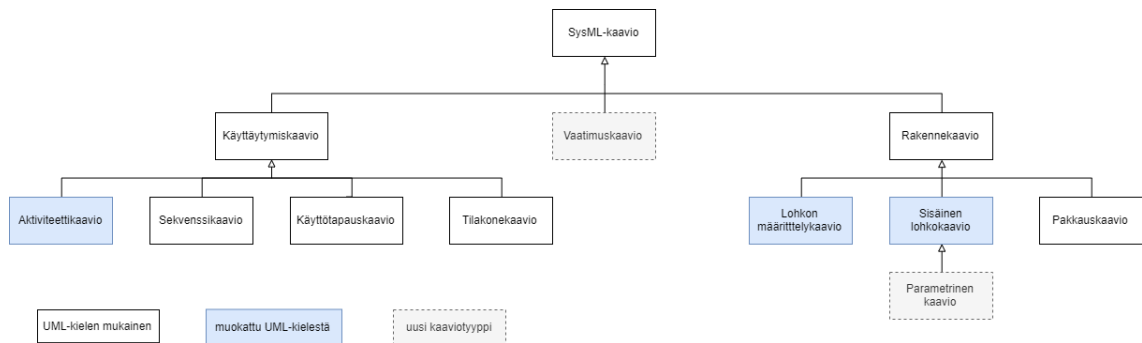 SysML-kaavio
Käyttäytymiskaavio
Vaatimuskaavio
Rakennekaavio
Aktiviteettikaavio
Sekvenssikaavio
Käyttötapauskaavio
Tilakonekaavio
Lohkon
määritttelykaavio
Sisäinen
lohkokaavio
Pakkauskaavio
Parametrinen
kaavio
UML-kielen mukainen
muokattu UML-kielestä
uusi kaaviotyyppi